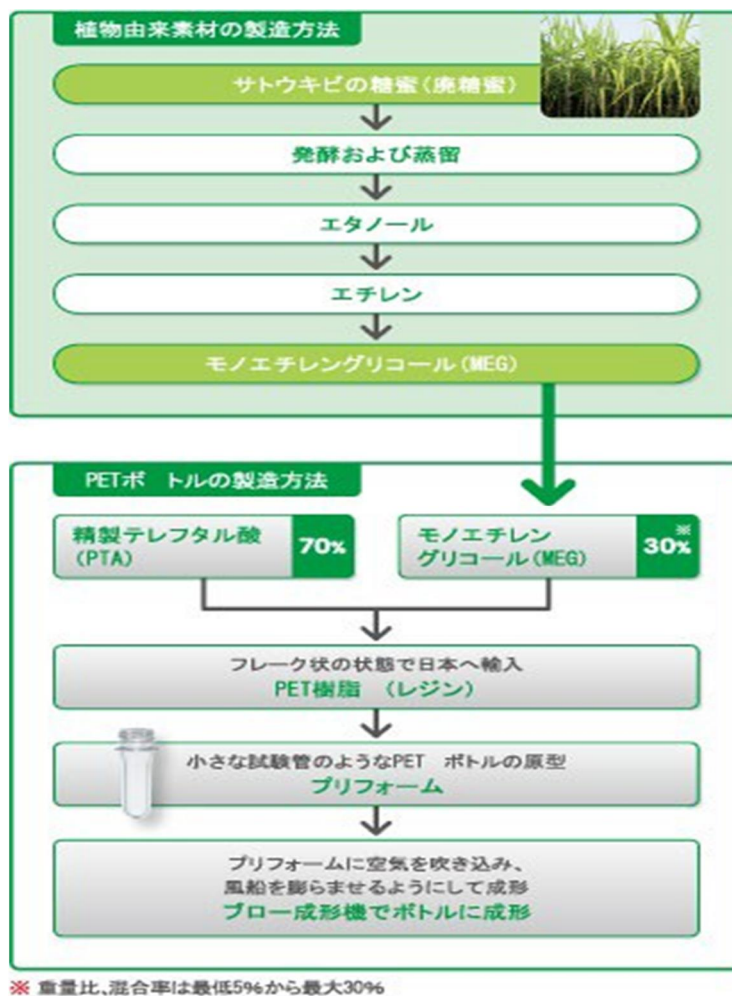 植物由来素材の製造方法
サトウキビの糖蜜(廃糖蜜)
発酵および蒸留
エタノール
エチレン
モノエチレングリコール(MEG)
PETボ トルの製造方法
精製テレフタル酸
(PTA)
70%
モノエチレン
グリコール(MEG)
※
30%
フレーク状の状態で日本へ輸入
PET樹脂 (レジン)
小さな試験管のようなPET ボトルの原型
プリフォーム
プリフォームに空気を吹き込み、
風船を膨らませるようにして成形
ブロー成形機でボトルに成形
※ 重量比、混合率は最低5%から最大30%